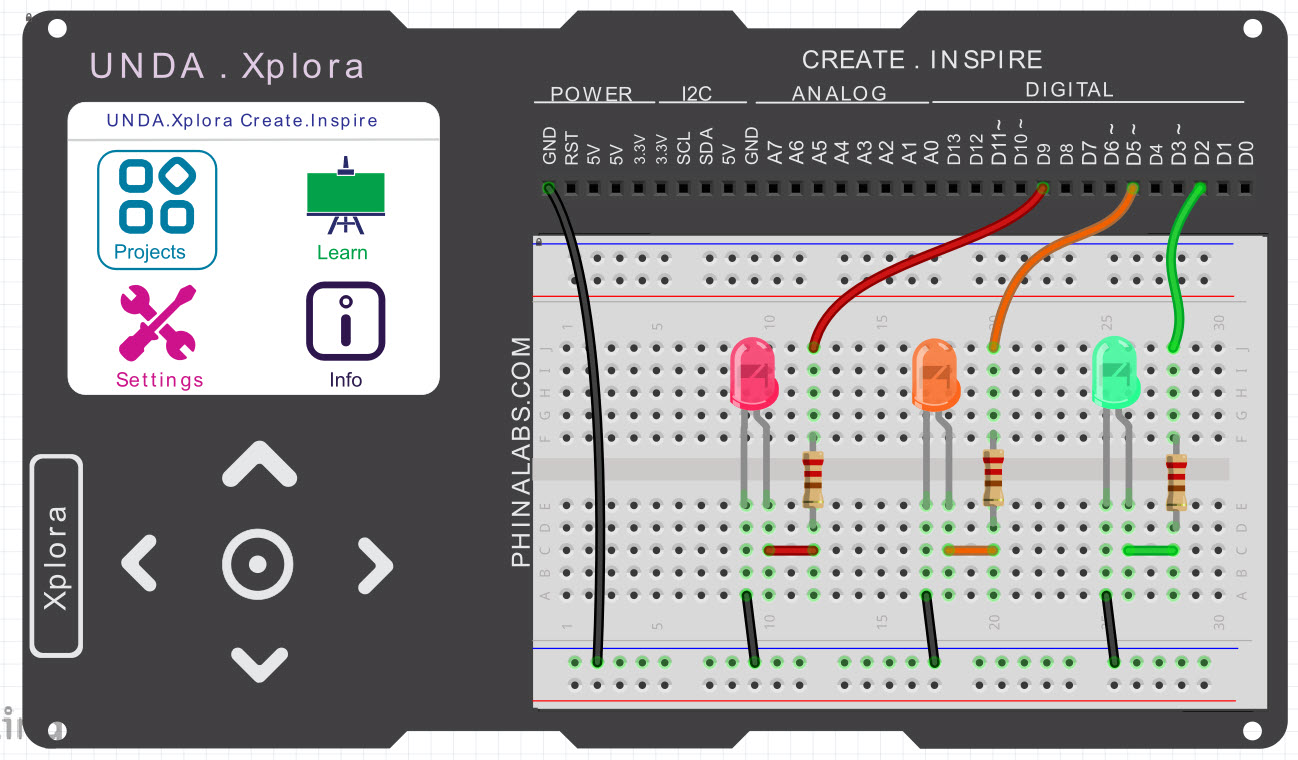 UNDA . Xplora
UNDA.Xplora Create.Inspire
Projects
Learn
Settings
Info
Xplora
PHINALABS.COM
CREATE . INSPIRE
POWER I2C ANALOG DIGITAL
GND RST 5V 5V 3.3V 3.3V SCL SDA 5V GND A7 A6 A5 A4 A3 A2 A1 A0 D13 D12 D11~ D10~ D9 D8 D7 D6~ D5~ D4 D3~ D2 D1 D0
1 5 10 15 25 30
J J
I I
H H
G G
F F
E E
D D
C C
B B
A A
1 5 10 15 20 30